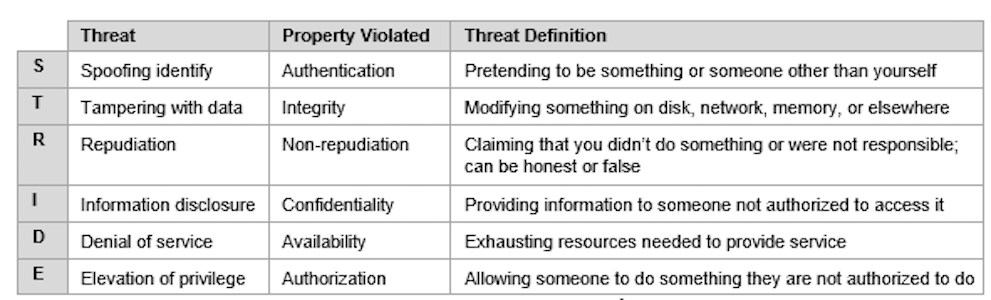 Threat Property Violated Threat Definition
S Spoofing identify Authentication Pretending to be something or someone other than yourself
T Tampering with data Integrity Modifying something on disk, network, memory, or elsewhere
R Repudiation Non-repudiation Claiming that you didn't do something or were not responsible;
can be honest or false
I Information disclosure Confidentiality Providing information to someone not authorized to access it
D Denial of service Availability Exhausting resources needed to provide service
E Elevation of privilege Authorization Allowing someone to do something they are not authorized to do